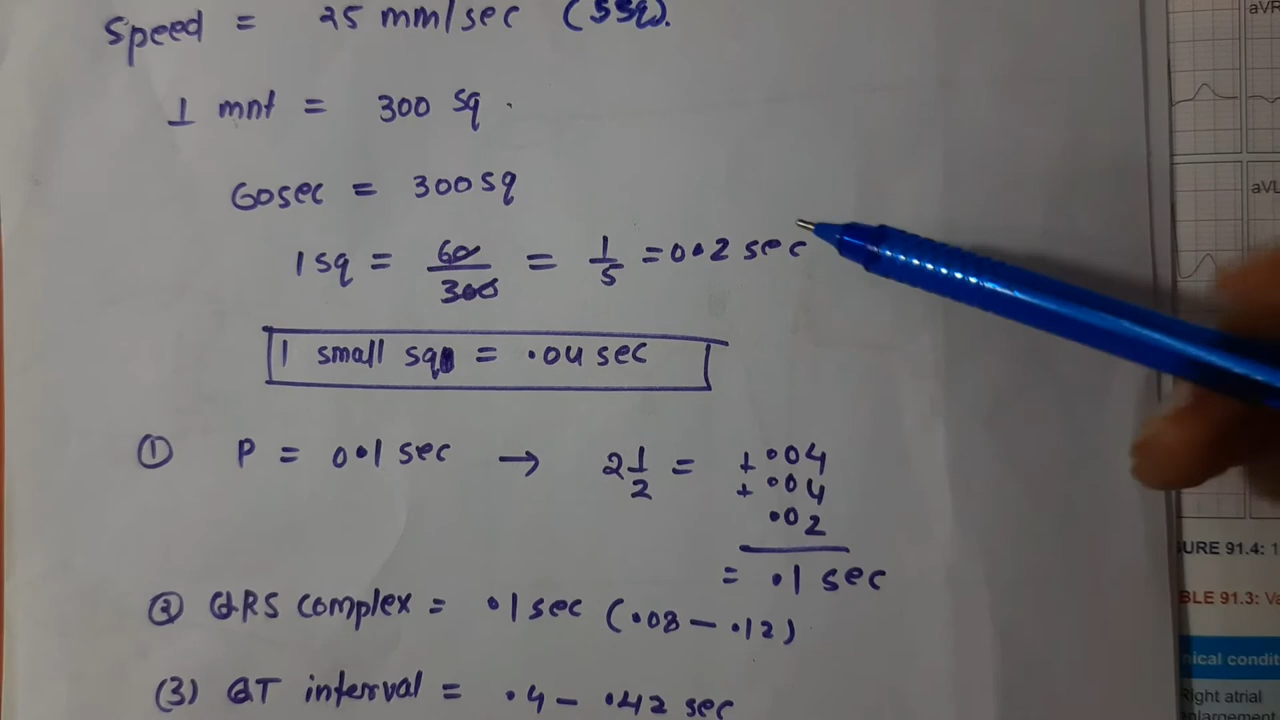 Speed = 25 mm/sec (5sq).
1 mnt = 300 sq.
60sec = 300sq
1 sq = 60/300 = 1/5 = 0.2 sec
1 small sq = .04 sec
① P = 0.1 sec → 2 1/2 = + .04
+ .04
.02
= .1 sec
② QRS complex = .1 sec (.08 – .12)
(3) QT interval = .4 – .42 sec
aVR
aVL
URE 91.4: 1
BLE 91.3: Va
nical condit
Right atrial
enlargement